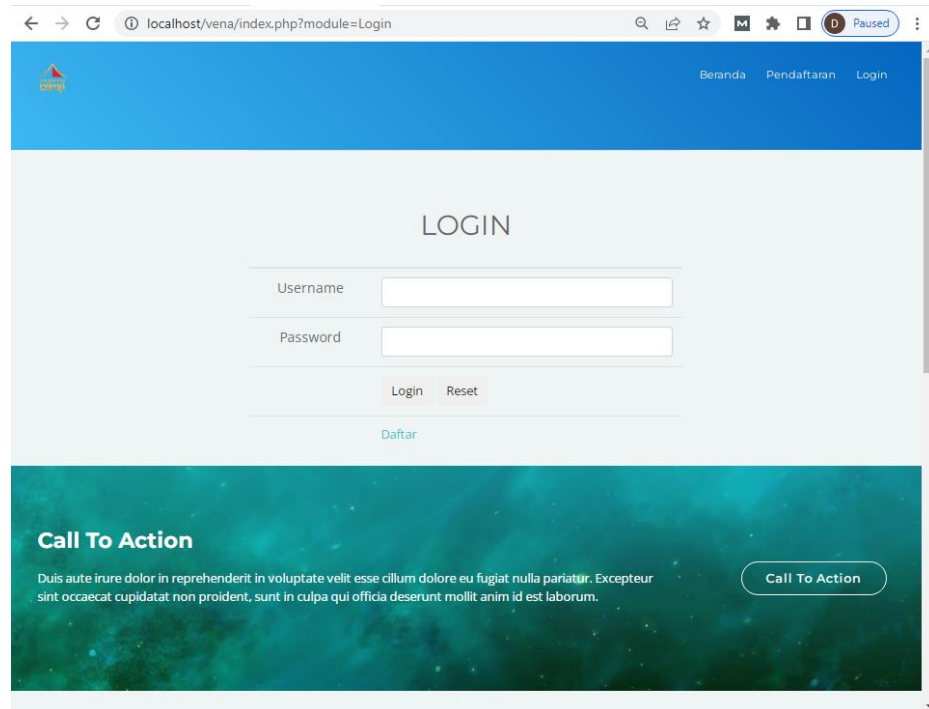 localhost/vena/index.php?module=Login
D Paused
Beranda Pendaftaran Login
LOGIN
Username
Password
Login Reset
Daftar
Call To Action
Duis aute irure dolor in reprehenderit in voluptate velit esse cillum dolore eu fugiat nulla pariatur. Excepteur
sint occaecat cupidatat non proident, sunt in culpa qui officia deserunt mollit anim id est laborum.
Call To Action